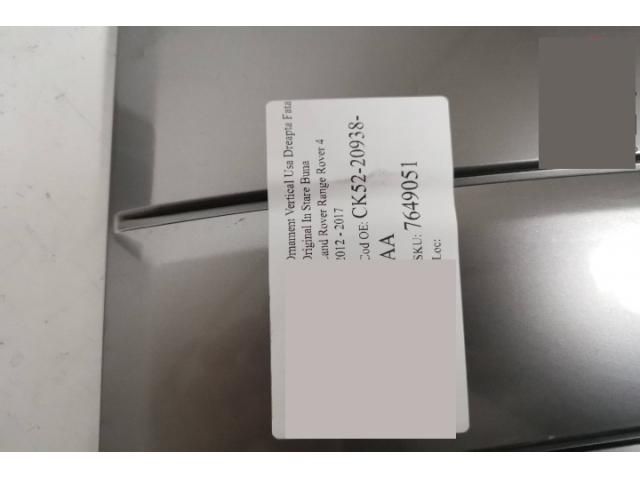 Ornament Vertical Usa Dreapta Fata
Original In Stare Buna
Land Rover Range Rover 4
2012 - 2017
Cod OE: CK52-20938-
AA
SKU: 7649051
Loc: